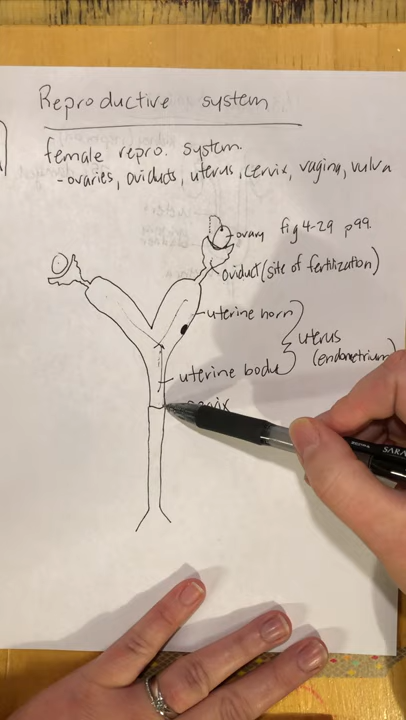 Reproductive system
female repro. system.
- ovaries, oviducts, uterus, cervix, vagina, vulva
ovary fig 4-29 p99.
oviduct (site of fertilization)
uterine horn
uterus
(endometrium)
uterine body
SARA